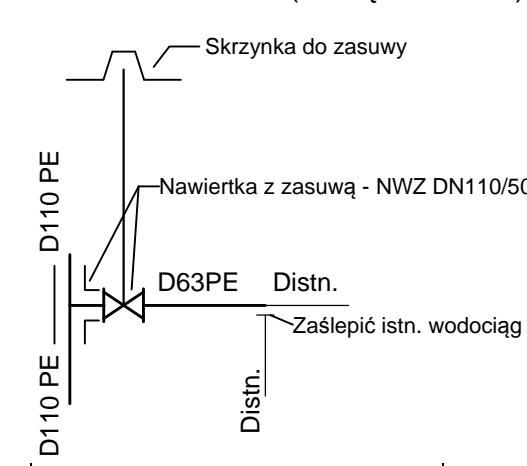 Skrzynka do zasuwy
D110 PE
Nawiertka z zasuwą - NWZ DN110/50
D63PE
Distn.
Zaślepić istn. wodociąg
D110 PE
Distn.